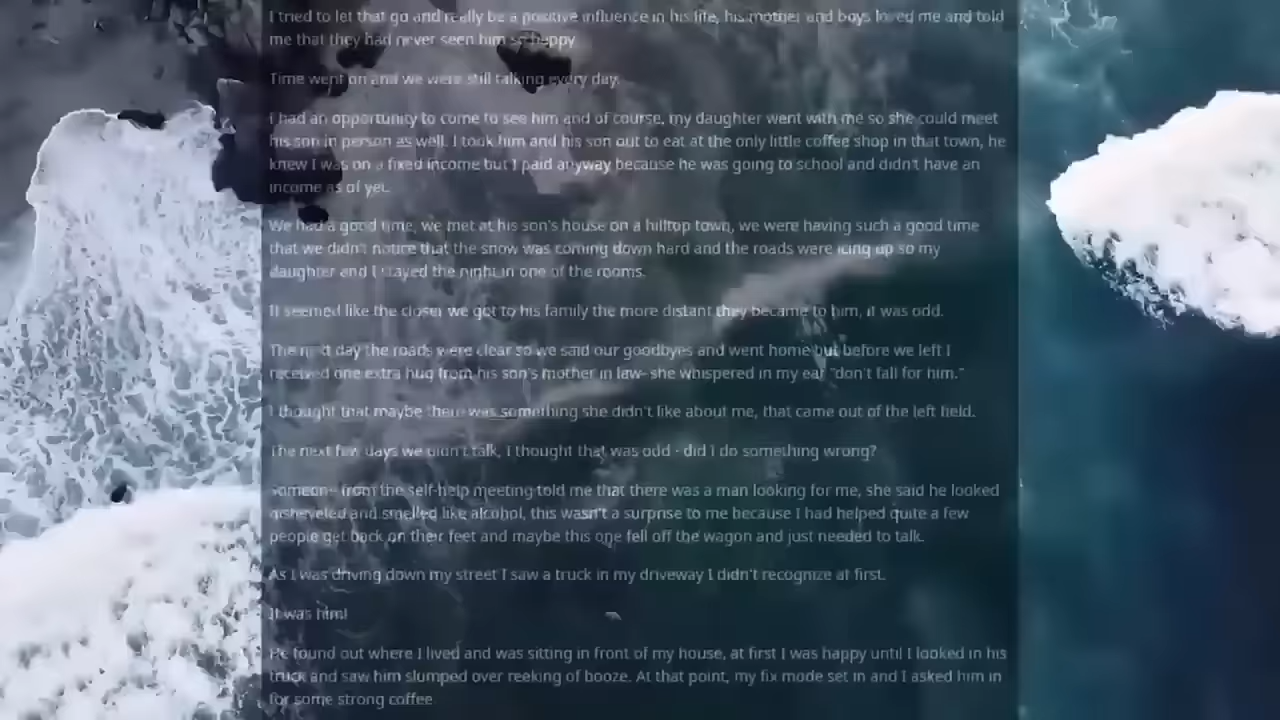 I tried to let that go and really be a positive influence in his life, his mother and boys loved me and told
me that they had never seen him so happy
Time went on and we were still talking every day.
I had an opportunity to come to see him and of course, my daughter went with me so she could meet
his son in person as well. I took him and his son out to eat at the only little coffee shop in that town, he
knew I was on a fixed income but I paid anyway because he was going to school and didn't have an
income as of yet.
We had a good time, we met at his son's house on a hilltop town, we were having such a good time
that we didn't notice that the snow was coming down hard and the roads were icing up so my
daughter and I stayed the night in one of the rooms.
It seemed like the closer we got to his family the more distant they became to him, it was odd.
The next day the roads were clear so we said our goodbyes and went home but before we left I
received one extra hug from his son's mother in law- she whispered in my ear "don't fall for him."
I thought that maybe there was something she didn't like about me, that came out of the left field.
The next few days we didn't talk, I thought that was odd - did I do something wrong?
Someone from the self-help meeting told me that there was a man looking for me, she said he looked
disheveled and smelled like alcohol, this wasn't a surprise to me because I had helped quite a few
people get back on their feet and maybe this one fell off the wagon and just needed to talk.
As I was driving down my street I saw a truck in my driveway I didn't recognize at first.
It was him!
He found out where I lived and was sitting in front of my house, at first I was happy until I looked in his
truck and saw him slumped over reeking of booze. At that point, my fix mode set in and I asked him in
for some strong coffee